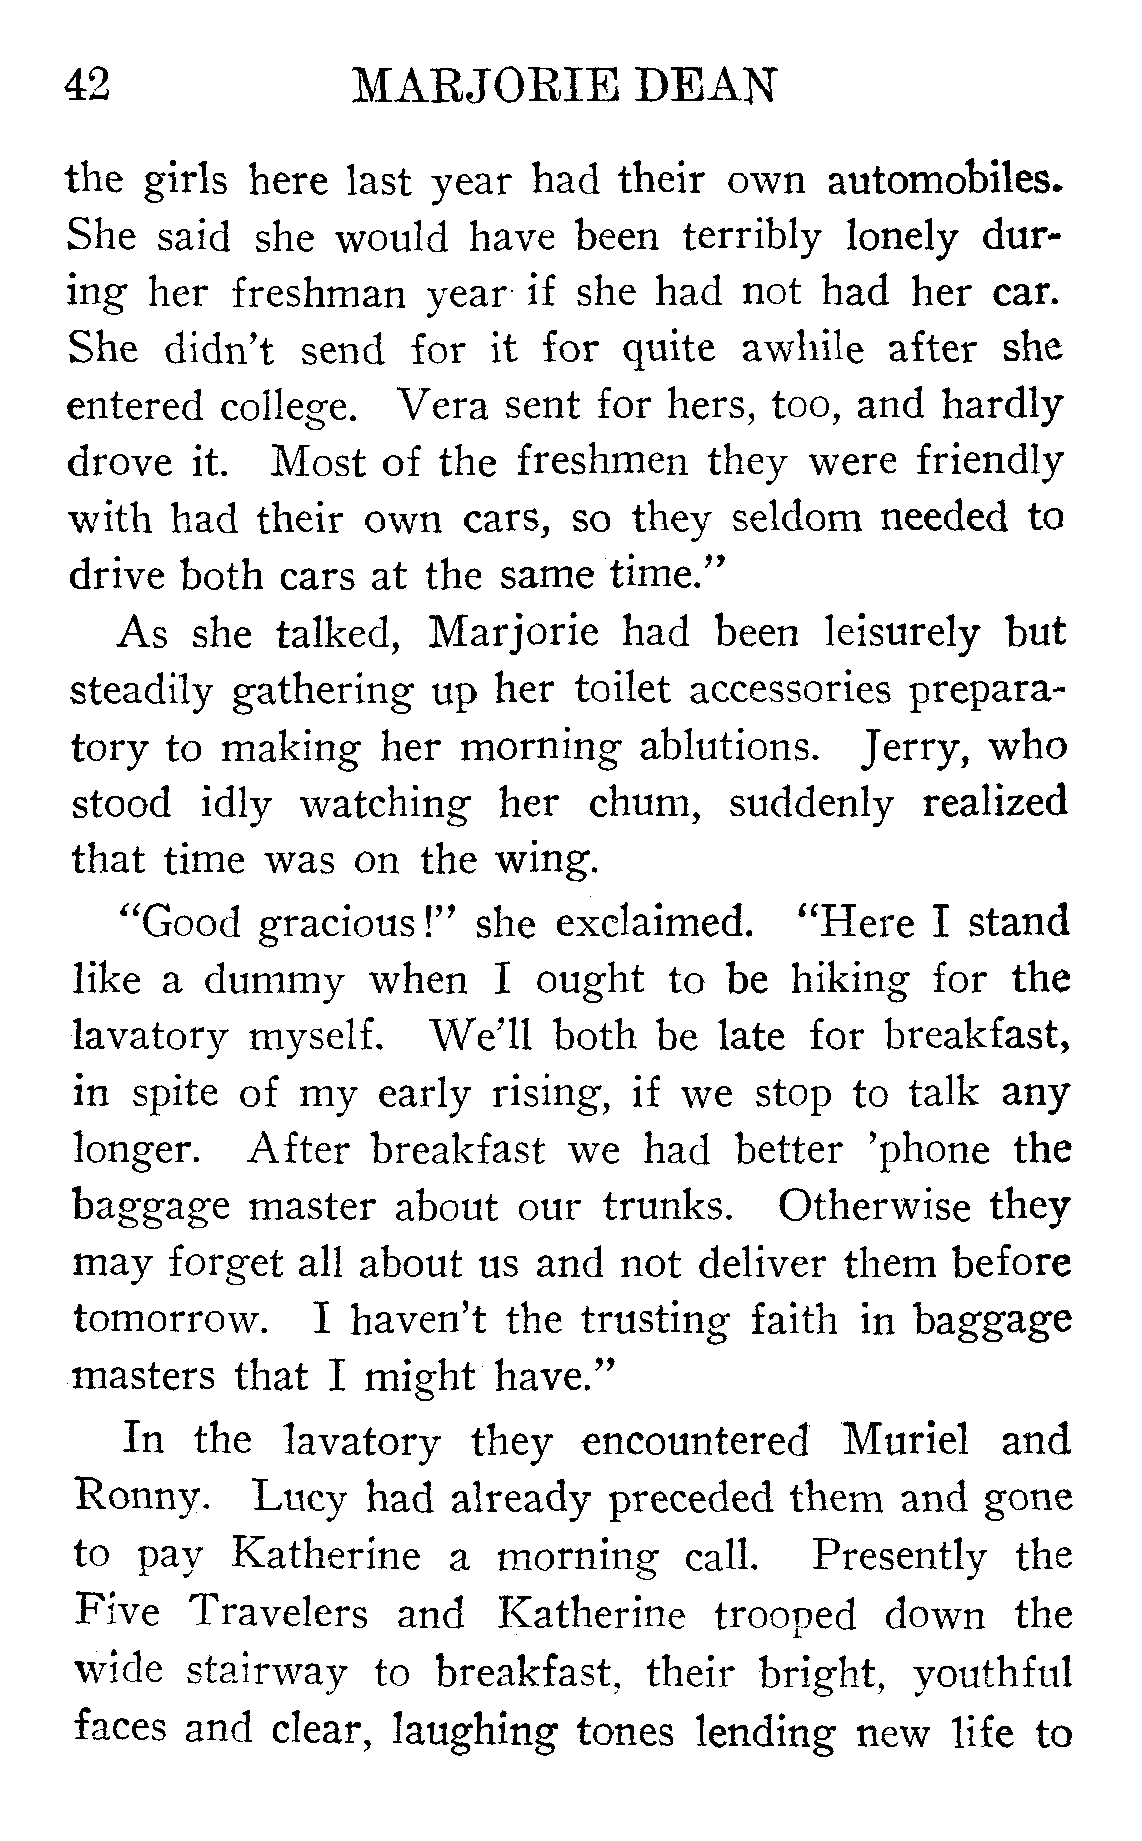 42 MARJORIE DEAN
the girls here last year had their own automobiles.
She said she would have been terribly lonely dur-
ing her freshman year if she had not had her car.
She didn't send for it for quite awhile after she
entered college. Vera sent for hers, too, and hardly
drove it. Most of the freshmen they were friendly
with had their own cars, so they seldom needed to
drive both cars at the same time."
As she talked, Marjorie had been leisurely but
steadily gathering up her toilet accessories prepara-
tory to making her morning ablutions. Jerry, who
stood idly watching her chum, suddenly realized
that time was on the wing.
"Good gracious!" she exclaimed. "Here I stand
like a dummy when I ought to be hiking for the
lavatory myself. We'll both be late for breakfast,
in spite of my early rising, if we stop to talk any
longer. After breakfast we had better 'phone the
baggage master about our trunks. Otherwise they
may forget all about us and not deliver them before
tomorrow. I haven't the trusting faith in baggage
masters that I might have."
In the lavatory they encountered Muriel and
Ronny. Lucy had already preceded them and gone
to pay Katherine a morning call. Presently the
Five Travelers and Katherine trooped down the
wide stairway to breakfast, their bright, youthful
faces and clear, laughing tones lending new life to